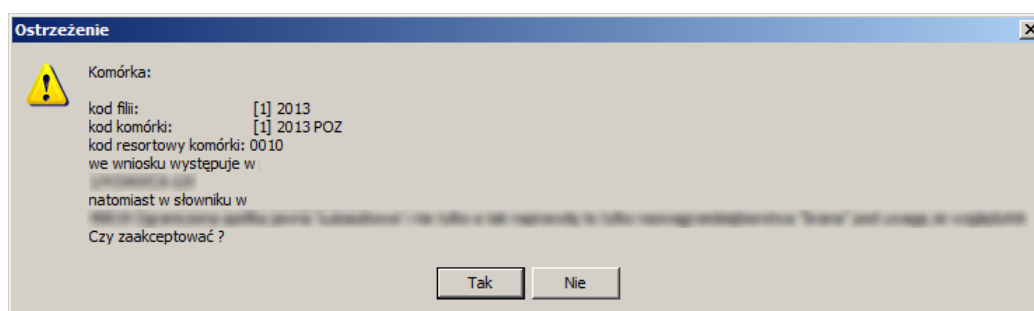 Ostrzeżenie
Komórka:
kod filii: [1] 2013
kod komórki: [1] 2013 POZ
kod resortowy komórki: 0010
we wniosku występuje w
natomiast w słowniku w
Czy zaakceptować ?
Tak Nie